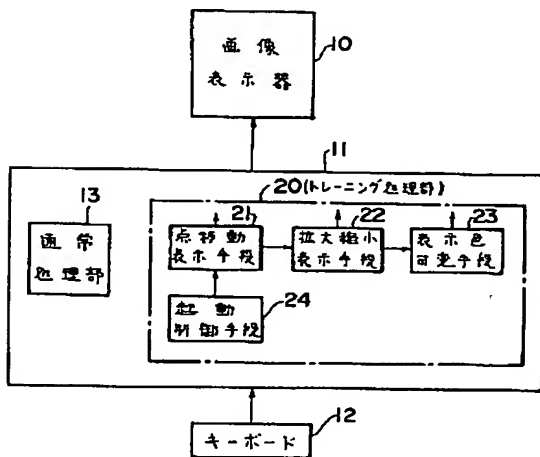 画像
表示器
10
11
20(トレーニング処理部)
13
通常
処理部
21
点移動
表示手段
22
拡大縮小
表示手段
23
表示色
可変手段
起動
制御手段
24
キーボード
12